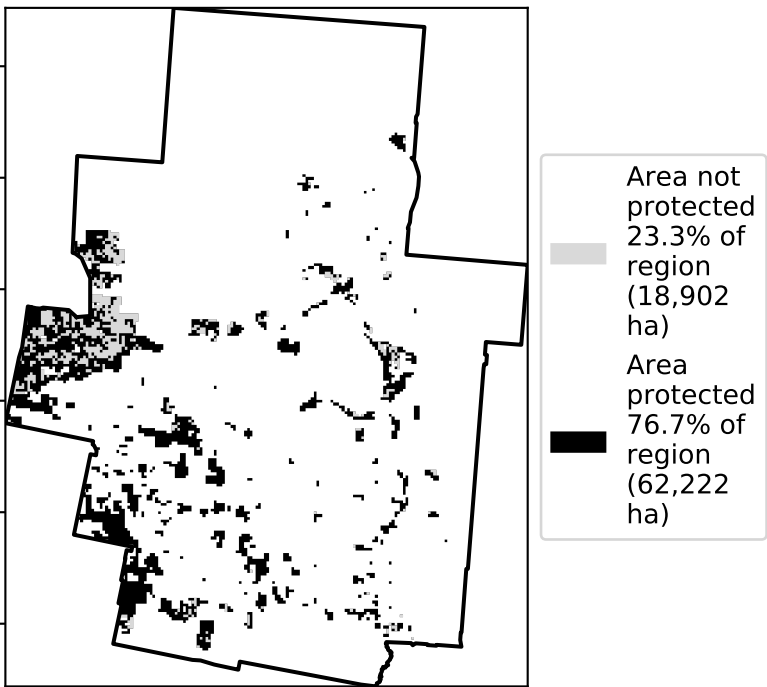 Area not
protected
23.3% of
region
(18,902
ha)
Area
protected
76.7% of
region
(62,222
ha)